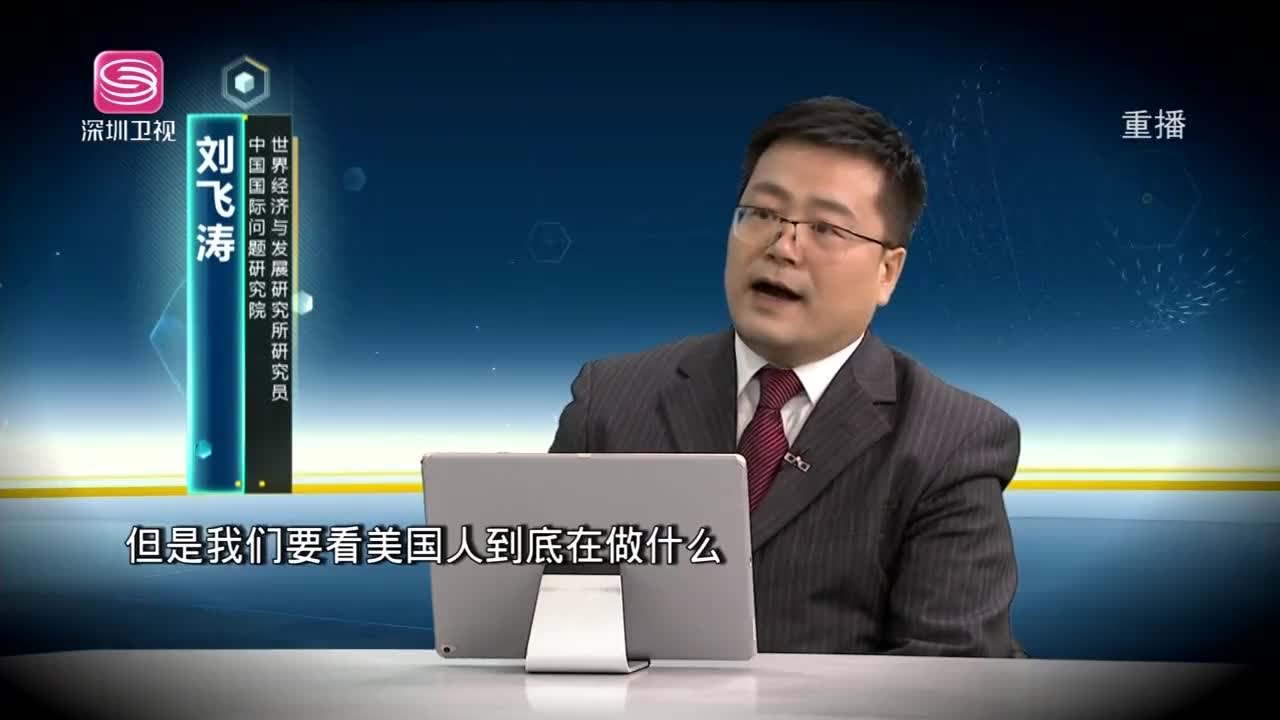 深圳卫视
重播
刘飞涛
世界经济与发展研究所研究员
中国国际问题研究院
但是我们要看美国人到底在做什么